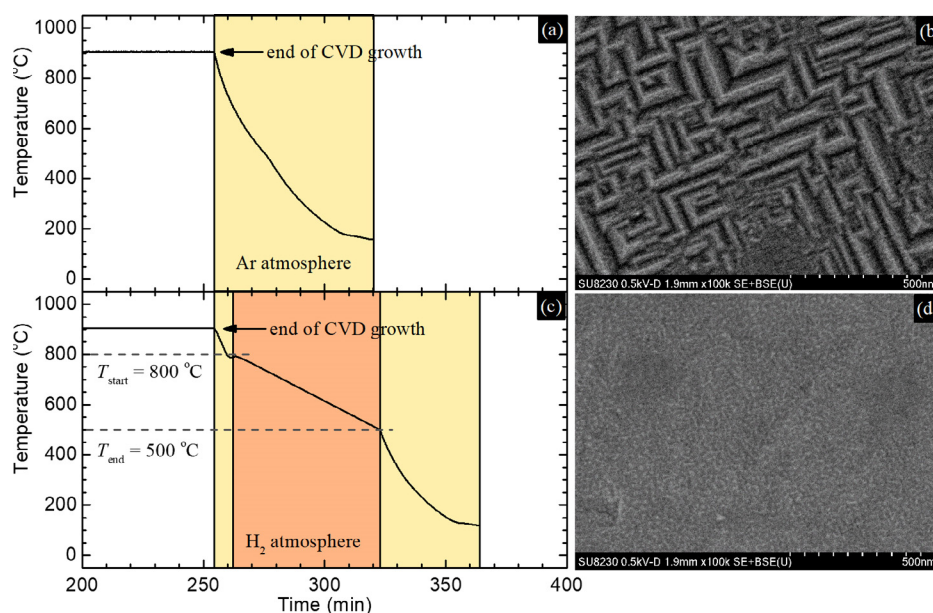 1000
800
600
400
200
0
Temperature (°C)
(a)
end of CVD growth
Ar atmosphere
(b)
SU8230 0.5kV-D 1.9mm x100k SE+BSE(U)
500nm
1000
800
600
400
200
0
Temperature (°C)
(c)
end of CVD growth
Tstart = 800 °C
Tend = 500 °C
H2 atmosphere
200
250
300
350
400
Time (min)
(d)
SU8230 0.5kV-D 1.9mm x100k SE+BSE(U)
500nm